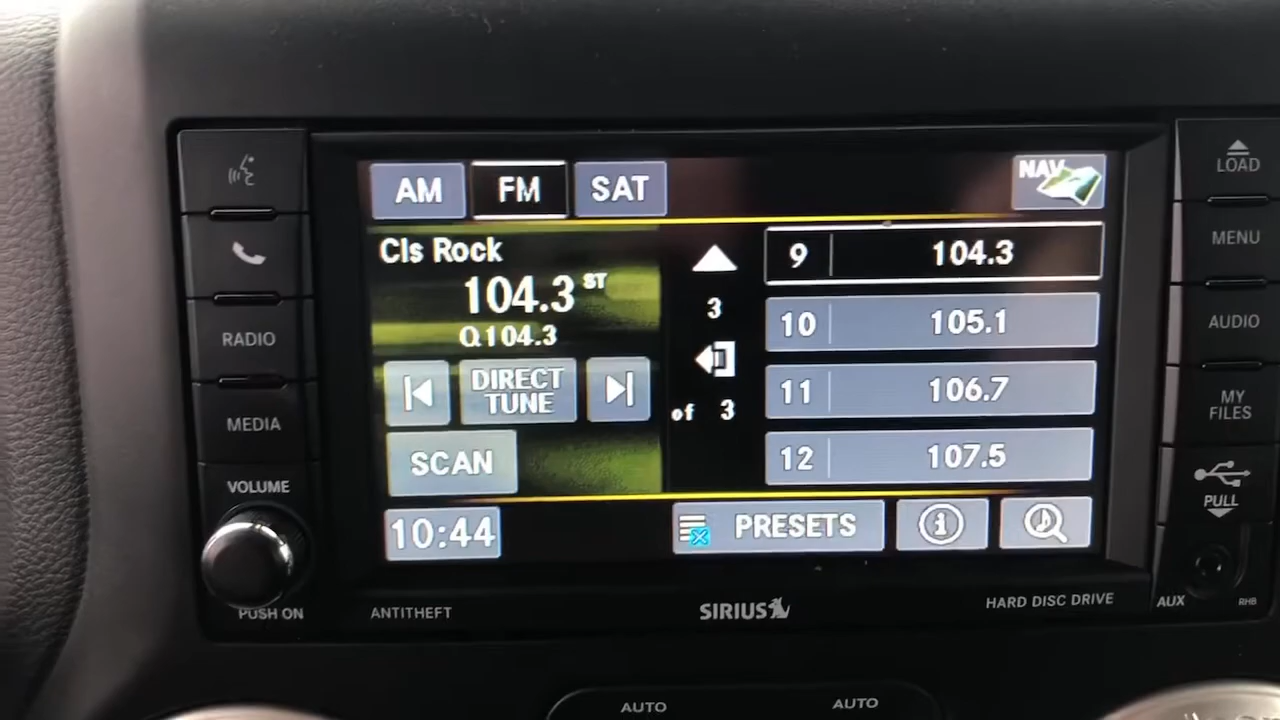 AM FM SAT NAV
Cls Rock
104.3 ST
Q104.3
DIRECT
TUNE
SCAN
10:44
3
of 3
9 104.3
10 105.1
11 106.7
12 107.5
PRESETS
i
RADIO
MEDIA
VOLUME
PUSH ON
ANTITHEFT
SIRIUS
HARD DISC DRIVE
LOAD
MENU
AUDIO
MY
FILES
PULL
AUX
RHB
AUTO
AUTO